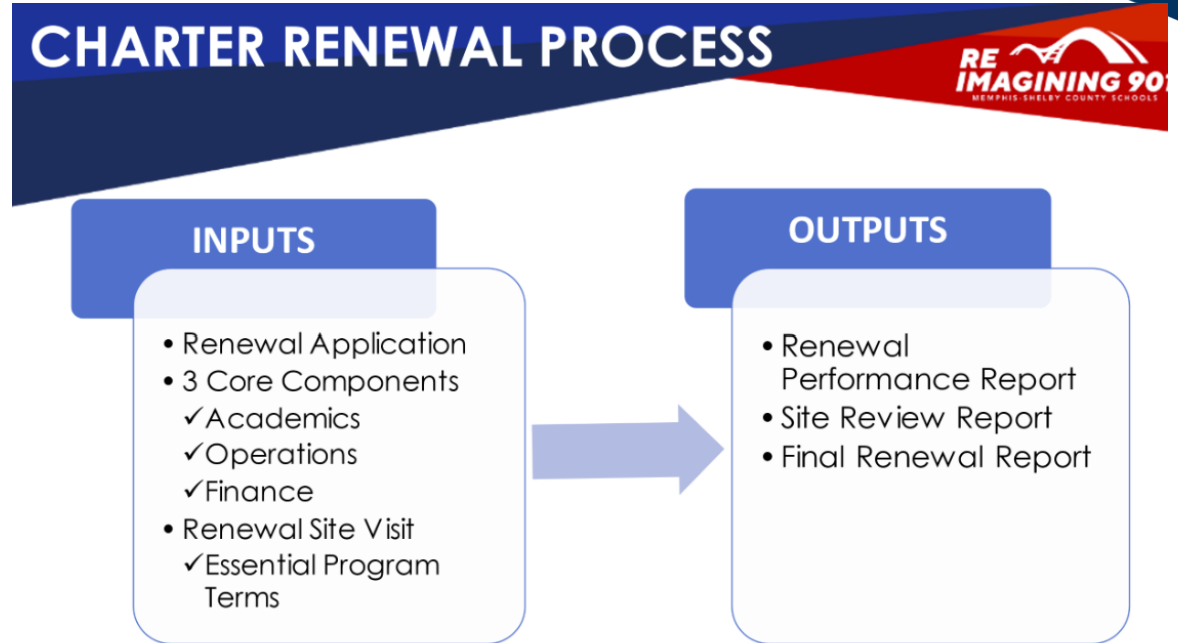 CHARTER RENEWAL PROCESS
RE
IMAGINING 901
MEMPHIS-SHELBY COUNTY SCHOOLS
INPUTS
• Renewal Application
• 3 Core Components
✓Academics
✓Operations
✓Finance
• Renewal Site Visit
✓Essential Program
Terms
OUTPUTS
• Renewal
Performance Report
• Site Review Report
• Final Renewal Report